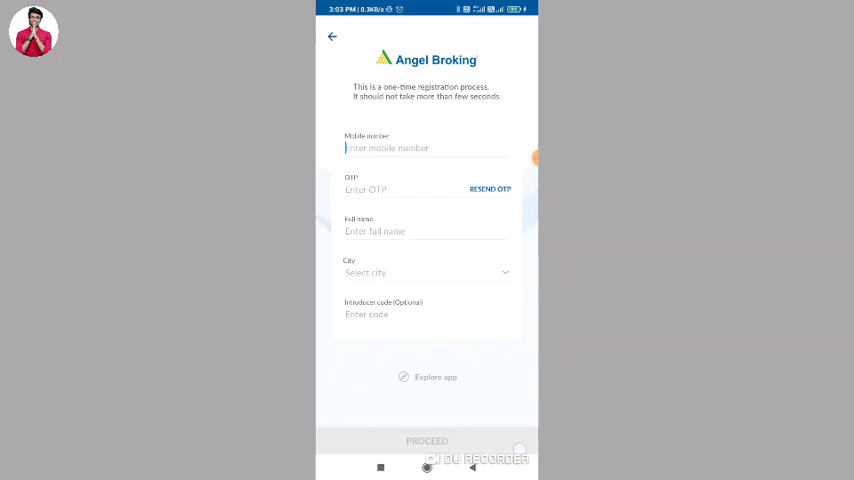 3:03 PM | 0.3KB/s
Angel Broking
This is a one-time registration process.
It should not take more than few seconds.
Mobile number
Enter mobile number
OTP
Enter OTP
RESEND OTP
Full name
Enter full name
City
Select city
Introducer code (Optional)
Enter code
Explore app
PROCEED
DU RECORDER